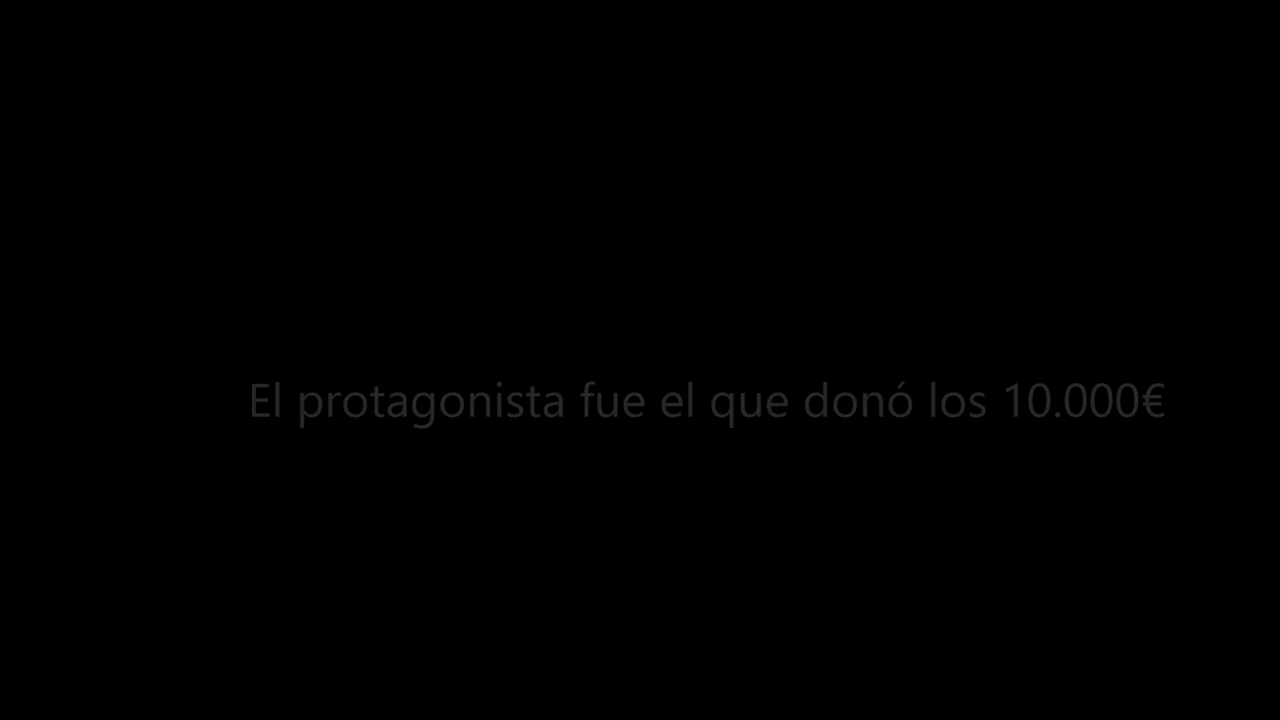 El protagonista fue el que donó los 10.000€